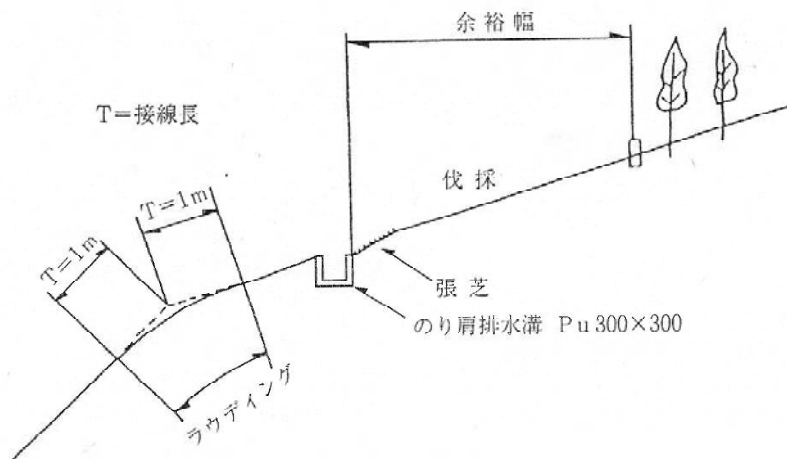 余裕幅
T=接線長
伐採
T=1m
T=1m
張芝
のり肩排水溝 Pu300×300
ラウディング